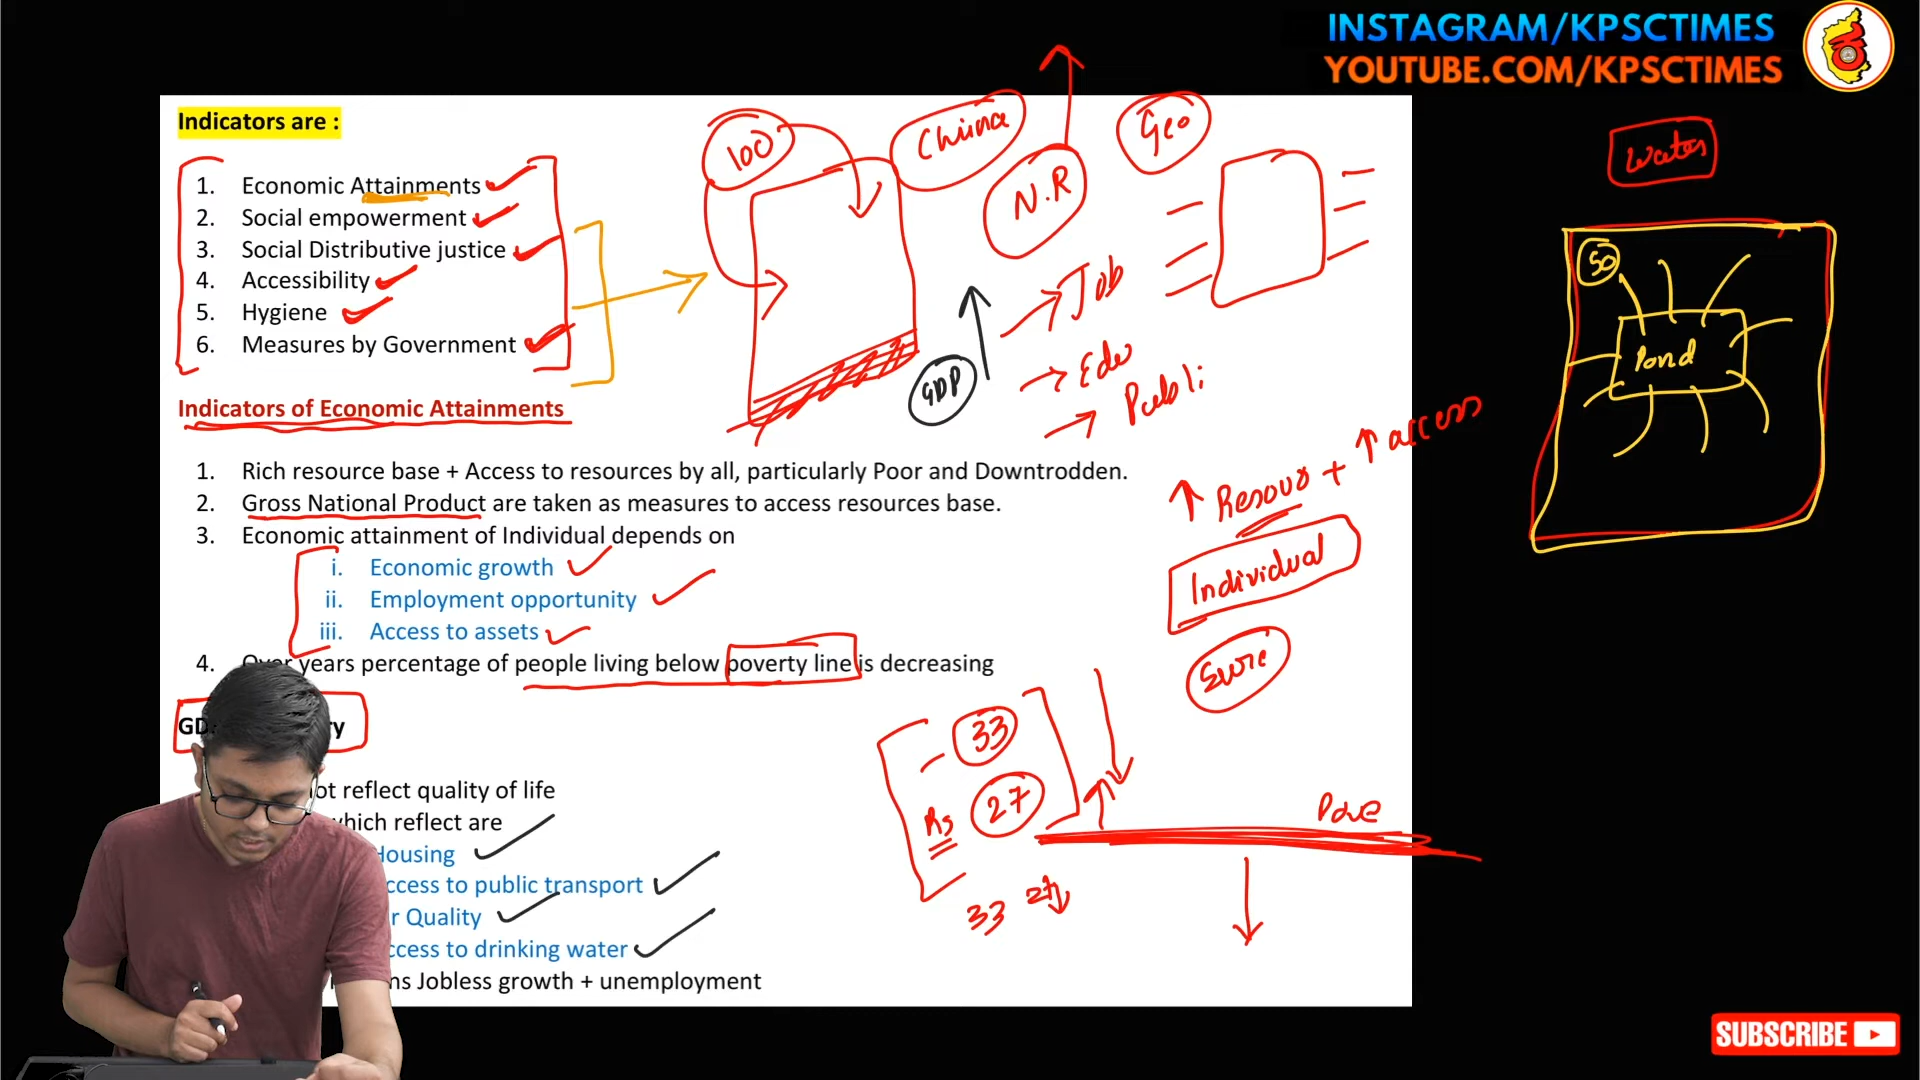 INSTAGRAM/KPSCTIMES
YOUTUBE.COM/KPSCTIMES
Indicators are :
1. Economic Attainments
2. Social empowerment
3. Social Distributive justice
4. Accessibility
5. Hygiene
6. Measures by Government
100
China
N.R
Geo
Job
Edu
Publi
GDP
Water
50
Pond
Indicators of Economic Attainments
1. Rich resource base + Access to resources by all, particularly Poor and Downtrodden.
2. Gross National Product are taken as measures to access resources base.
3. Economic attainment of Individual depends on
i. Economic growth
ii. Employment opportunity
iii. Access to assets
4. Over years percentage of people living below poverty line is decreasing
↑ Resour + ↑ access
Individual
33
Rs 27
Pove
33 27
GD
ry
ot reflect quality of life
which reflect are
Housing
ccess to public transport
r Quality
ccess to drinking water
ns Jobless growth + unemployment
SUBSCRIBE